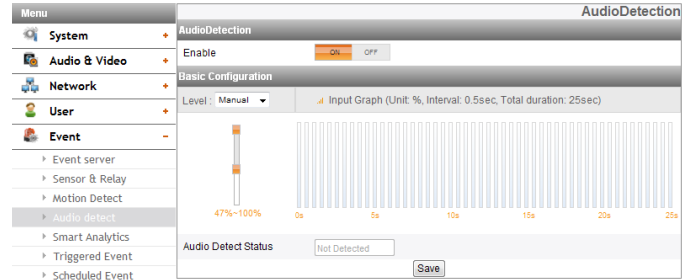 Menu
AudioDetection
System +
AudioDetection
Audio & Video +
Enable ON OFF
Network +
Basic Configuration
User +
Level : Manual Input Graph (Unit: %, Interval: 0.5sec, Total duration: 25sec)
Event -
Event server
Sensor & Relay
Motion Detect
Audio detect
Smart Analytics
Triggered Event
Scheduled Event
47%~100% 0s 5s 10s 15s 20s 25s
Audio Detect Status Not Detected
Save